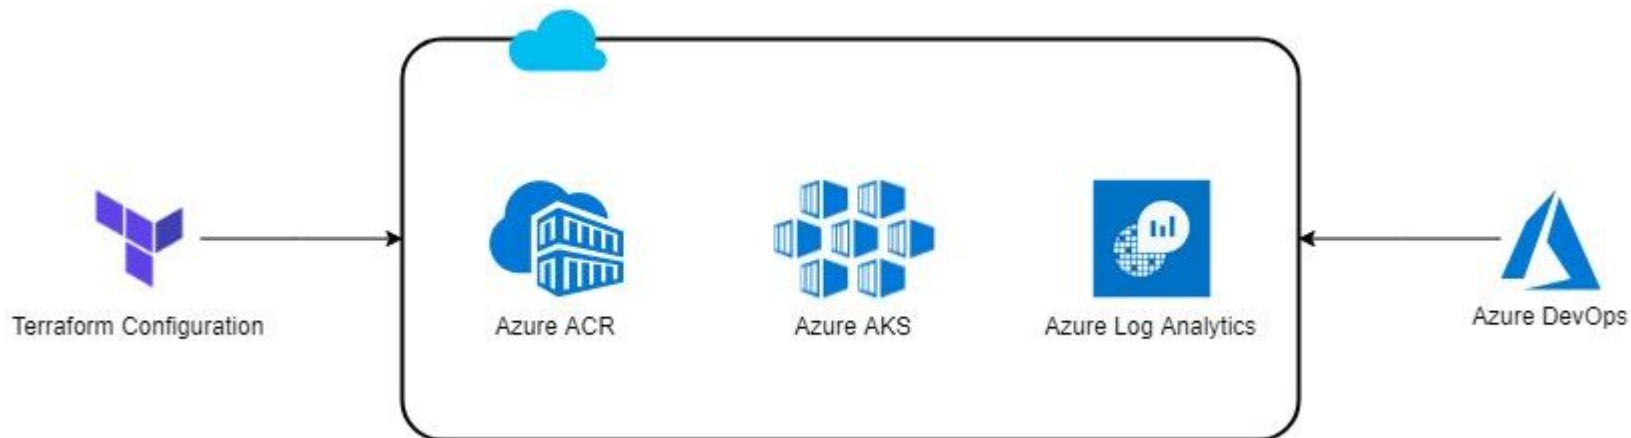 Terraform Configuration
Azure ACR
Azure AKS
Azure Log Analytics
Azure DevOps